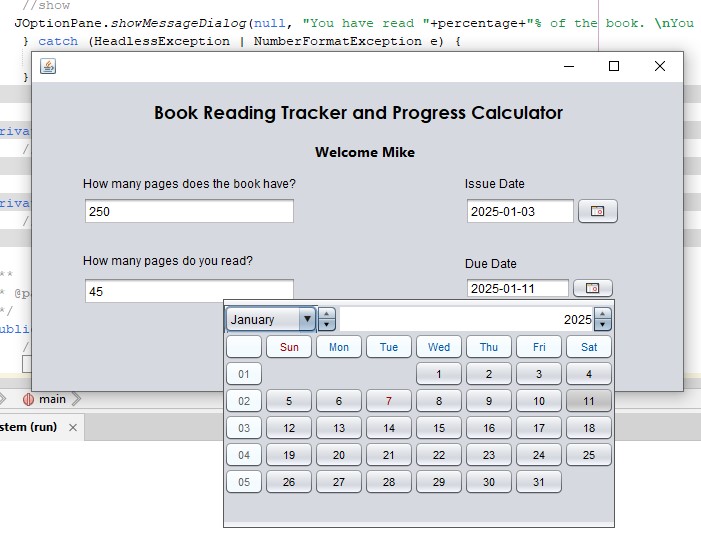 //show
JOptionPane.showMessageDialog(null, "You have read "+percentage+"% of the book. \nYou
} catch (HeadlessException | NumberFormatException e) {
}
Book Reading Tracker and Progress Calculator
Welcome Mike
How many pages does the book have?
Issue Date
250
2025-01-03
How many pages do you read?
Due Date
45
2025-01-11
January
2025
Sun Mon Tue Wed Thu Fri Sat
01 1 2 3 4
02 5 6 7 8 9 10 11
03 12 13 14 15 16 17 18
04 19 20 21 22 23 24 25
05 26 27 28 29 30 31
riva
/
riva
/
**
* @p
*/
ubli
/
main
stem (run)